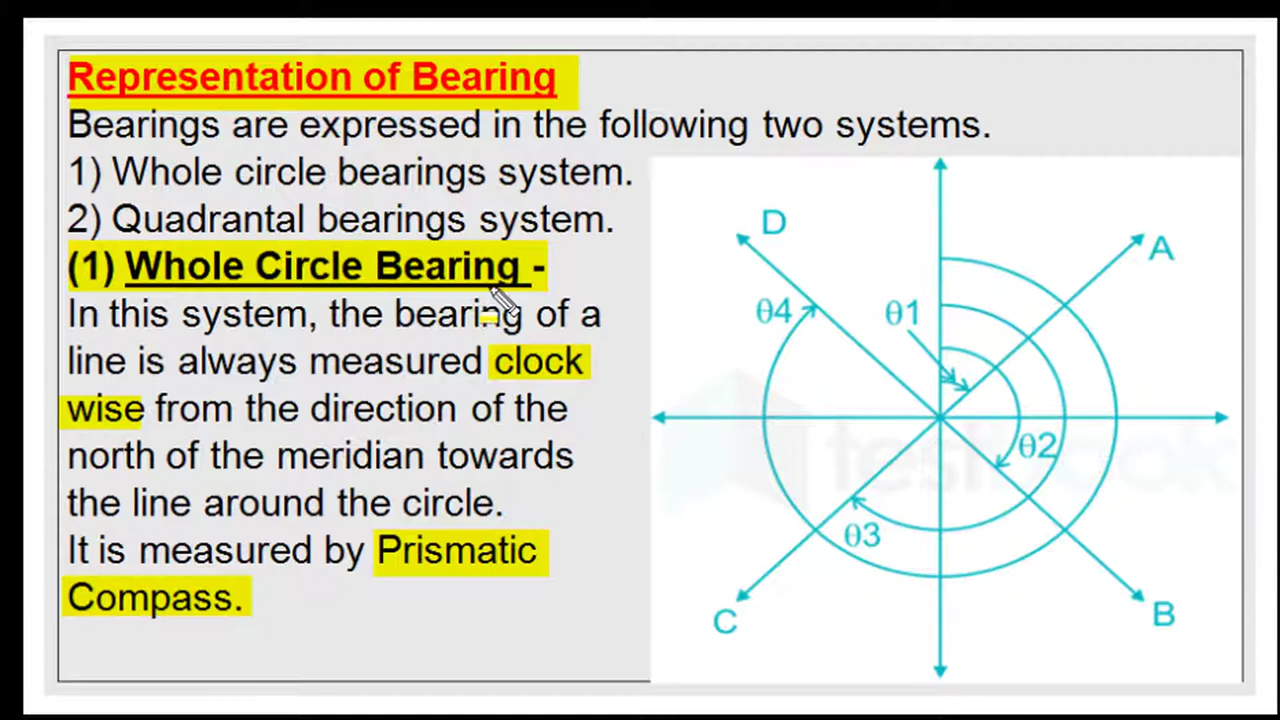 Representation of Bearing
Bearings are expressed in the following two systems.
1) Whole circle bearings system.
2) Quadrantal bearings system.
(1) Whole Circle Bearing -
In this system, the bearing of a
line is always measured clock
wise from the direction of the
north of the meridian towards
the line around the circle.
It is measured by Prismatic
Compass.
D
A
θ4
θ1
θ2
θ3
C
B
testbook